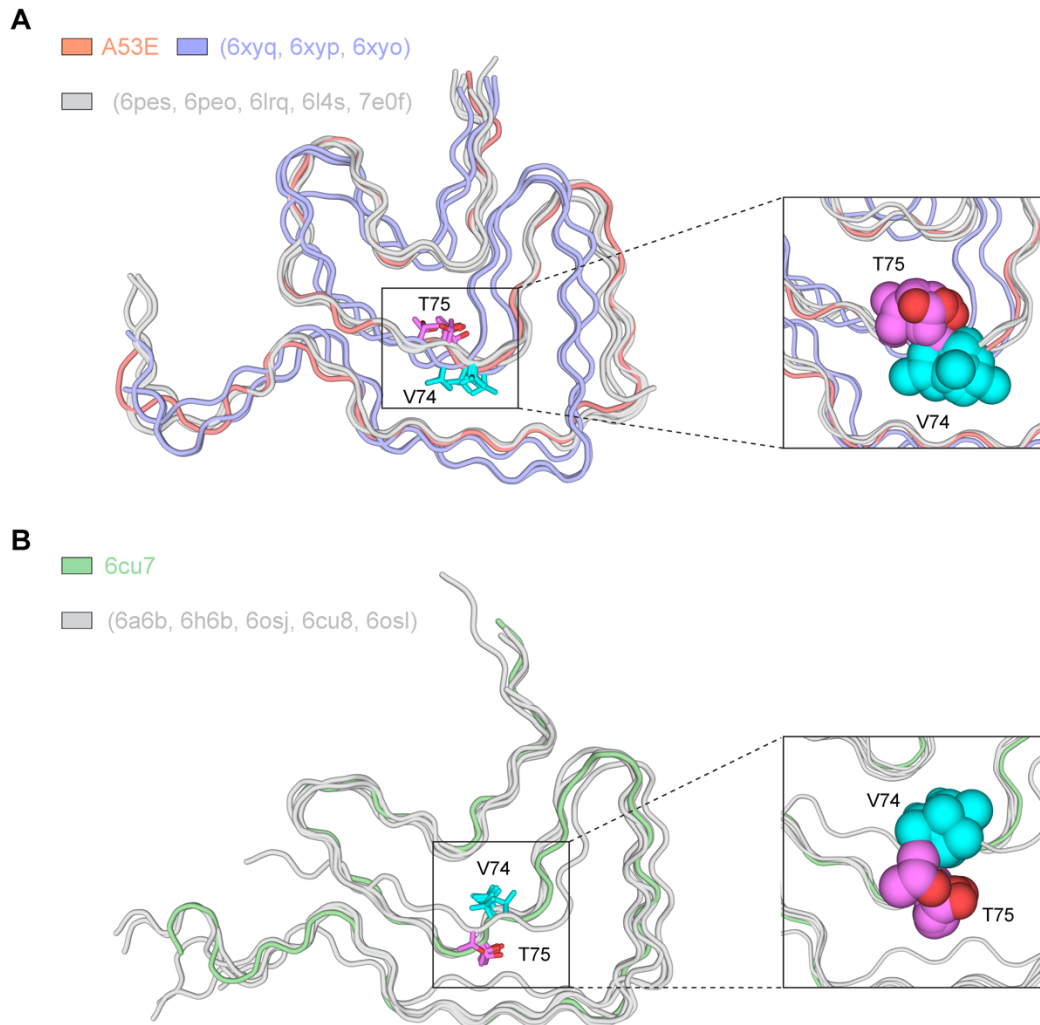 A
A53E (6xyq, 6xyp, 6xyo)
(6pes, 6peo, 6lrq, 6l4s, 7e0f)
T75
V74
T75
V74
B
6cu7
(6a6b, 6h6b, 6osj, 6cu8, 6osl)
V74
T75
V74
T75